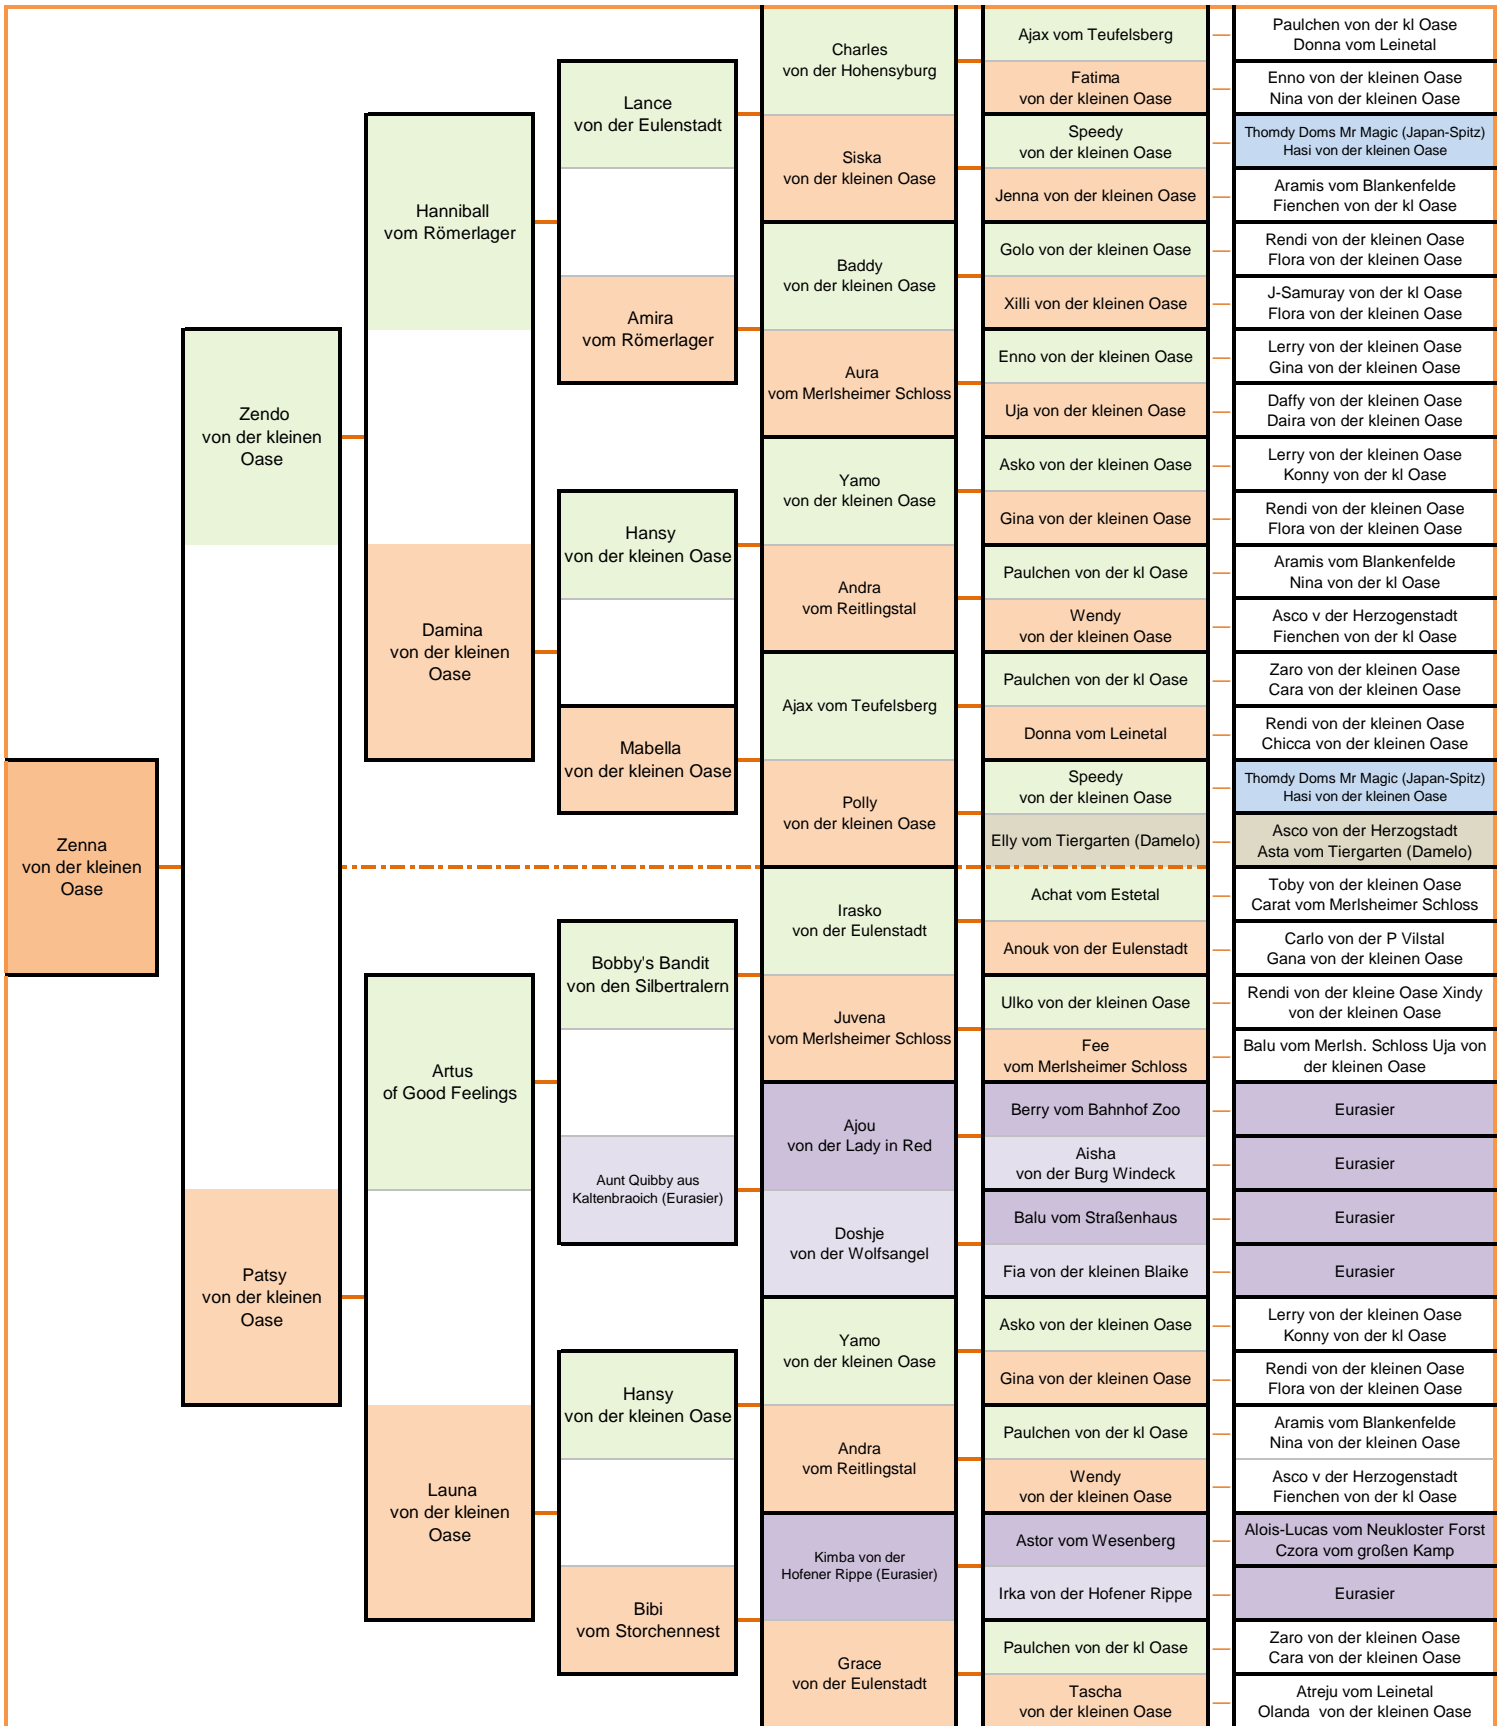 Zenna
von der kleinen
Oase
Zendo
von der kleinen
Oase
Patsy
von der kleinen
Oase
Hanniball
vom Römerlager
Damina
von der kleinen
Oase
Artus
of Good Feelings
Launa
von der kleinen
Oase
Lance
von der Eulenstadt
Amira
vom Römerlager
Hansy
von der kleinen Oase
Mabella
von der kleinen Oase
Bobby's Bandit
von den Silbertralern
Aunt Quibby aus
Kaltenbraoich (Eurasier)
Hansy
von der kleinen Oase
Bibi
vom Storchennest
Charles
von der Hohensyburg
Siska
von der kleinen Oase
Baddy
von der kleinen Oase
Aura
vom Merlsheimer Schloss
Yamo
von der kleinen Oase
Andra
vom Reitlingstal
Ajax vom Teufelsberg
Polly
von der kleinen Oase
Irasko
von der Eulenstadt
Juvena
vom Merlsheimer Schloss
Ajou
von der Lady in Red
Doshje
von der Wolfsangel
Yamo
von der kleinen Oase
Andra
vom Reitlingstal
Kimba von der
Hofener Rippe (Eurasier)
Grace
von der Eulenstadt
Ajax vom Teufelsberg
Fatima
von der kleinen Oase
Speedy
von der kleinen Oase
Jenna von der kleinen Oase
Golo von der kleinen Oase
Xilli von der kleinen Oase
Enno von der kleinen Oase
Uja von der kleinen Oase
Asko von der kleinen Oase
Gina von der kleinen Oase
Paulchen von der kl Oase
Wendy
von der kleinen Oase
Paulchen von der kl Oase
Donna vom Leinetal
Speedy
von der kleinen Oase
Elly vom Tiergarten (Damelo)
Achat vom Estetal
Anouk von der Eulenstadt
Ulko von der kleinen Oase
Fee
vom Merlsheimer Schloss
Berry vom Bahnhof Zoo
Aisha
von der Burg Windeck
Balu vom Straßenhaus
Fia von der kleinen Blaike
Asko von der kleinen Oase
Gina von der kleinen Oase
Paulchen von der kl Oase
Wendy
von der kleinen Oase
Astor vom Wesenberg
Irka von der Hofener Rippe
Paulchen von der kl Oase
Tascha
von der kleinen Oase
Paulchen von der kl Oase
Donna vom Leinetal
Enno von der kleinen Oase
Nina von der kleinen Oase
Thomdy Doms Mr Magic (Japan-Spitz)
Hasi von der kleinen Oase
Aramis vom Blankenfelde
Fienchen von der kl Oase
Rendi von der kleinen Oase
Flora von der kleinen Oase
J-Samuray von der kl Oase
Flora von der kleinen Oase
Lerry von der kleinen Oase
Gina von der kleinen Oase
Daffy von der kleinen Oase
Daira von der kleinen Oase
Lerry von der kleinen Oase
Konny von der kl Oase
Rendi von der kleinen Oase
Flora von der kleinen Oase
Aramis vom Blankenfelde
Nina von der kl Oase
Asco v der Herzogenstadt
Fienchen von der kl Oase
Zaro von der kleinen Oase
Cara von der kleinen Oase
Rendi von der kleinen Oase
Chicca von der kleinen Oase
Thomdy Doms Mr Magic (Japan-Spitz)
Hasi von der kleinen Oase
Asco von der Herzogstadt
Asta vom Tiergarten (Damelo)
Toby von der kleinen Oase
Carat vom Merlsheimer Schloss
Carlo von der P Vilstal
Gana von der kleinen Oase
Rendi von der kleine Oase Xindy
von der kleinen Oase
Balu vom Merlsh. Schloss Uja von
der kleinen Oase
Eurasier
Eurasier
Eurasier
Eurasier
Lerry von der kleinen Oase
Konny von der kl Oase
Rendi von der kleinen Oase
Flora von der kleinen Oase
Aramis vom Blankenfelde
Nina von der kleinen Oase
Asco v der Herzogenstadt
Fienchen von der kl Oase
Alois-Lucas vom Neukloster Forst
Czora vom großen Kamp
Eurasier
Zaro von der kleinen Oase
Cara von der kleinen Oase
Atreju vom Leinetal
Olanda von der kleinen Oase